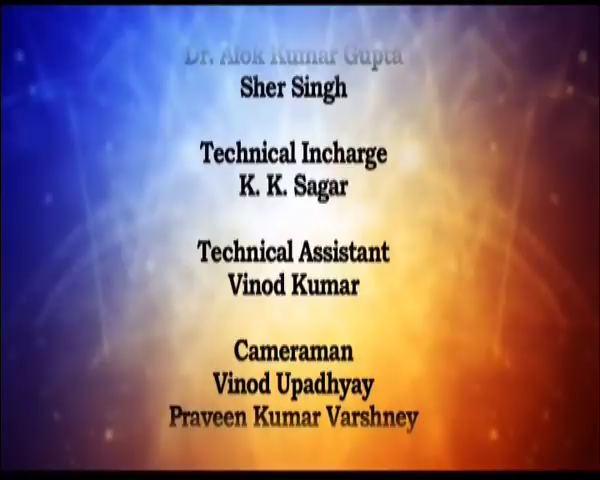 Dr. Alok Kumar Gupta
Sher Singh
Technical Incharge
K. K. Sagar
Technical Assistant
Vinod Kumar
Cameraman
Vinod Upadhyay
Praveen Kumar Varshney